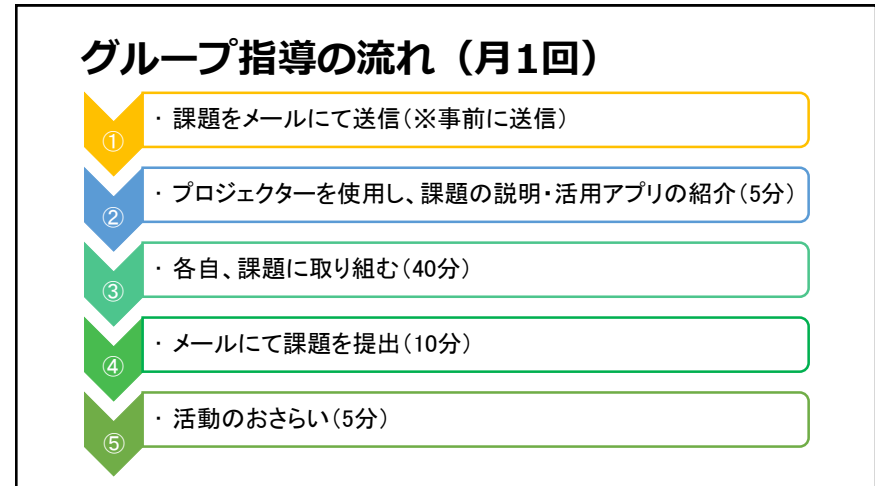 グループ指導の流れ（月1回）
①
・課題をメールにて送信（※事前に送信）
②
・プロジェクターを使用し、課題の説明・活用アプリの紹介（5分）
③
・各自、課題に取り組む（40分）
④
・メールにて課題を提出（10分）
⑤
・活動のおさらい（5分）